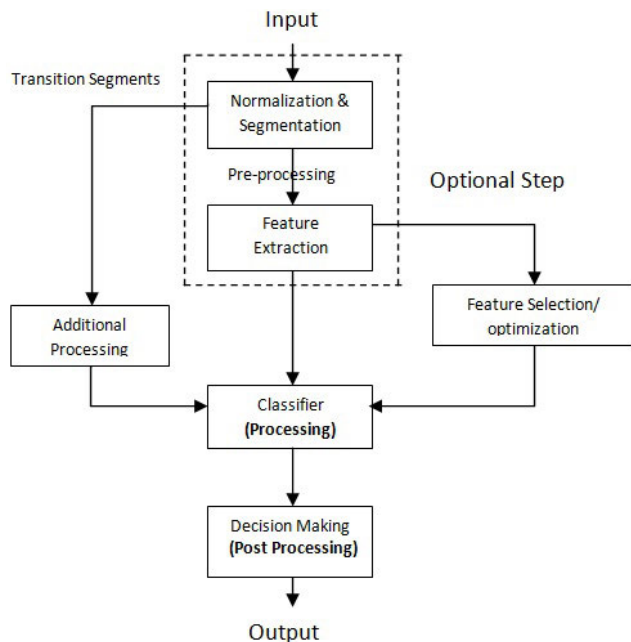 Input
Transition Segments
Normalization &
Segmentation
Pre-processing
Optional Step
Feature
Extraction
Additional
Processing
Feature Selection/
optimization
Classifier
(Processing)
Decision Making
(Post Processing)
Output